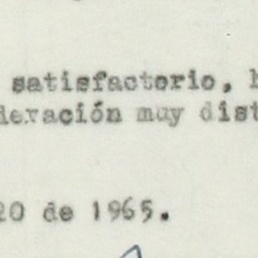 satisfactorio,
deración muy dist
20 de 1965.